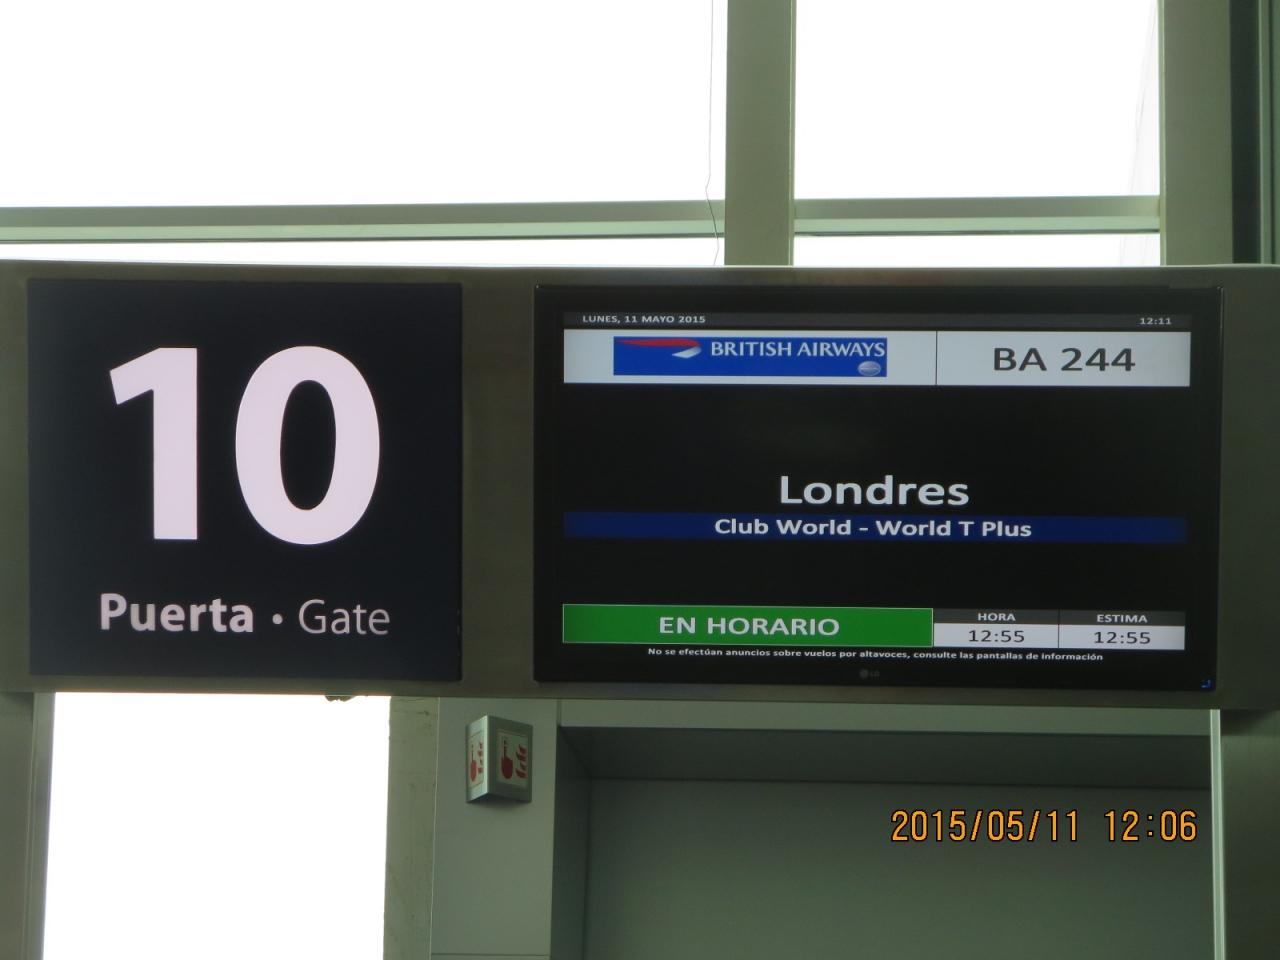 10
Puerta • Gate
LUNES, 11 MAYO 2015 12:11
BRITISH AIRWAYS BA 244
Londres
Club World - World T Plus
EN HORARIO
HORA ESTIMA
12:55 12:55
No se efectúan anuncios sobre vuelos por altavoces, consulte las pantallas de información
LG
2015/05/11 12:06